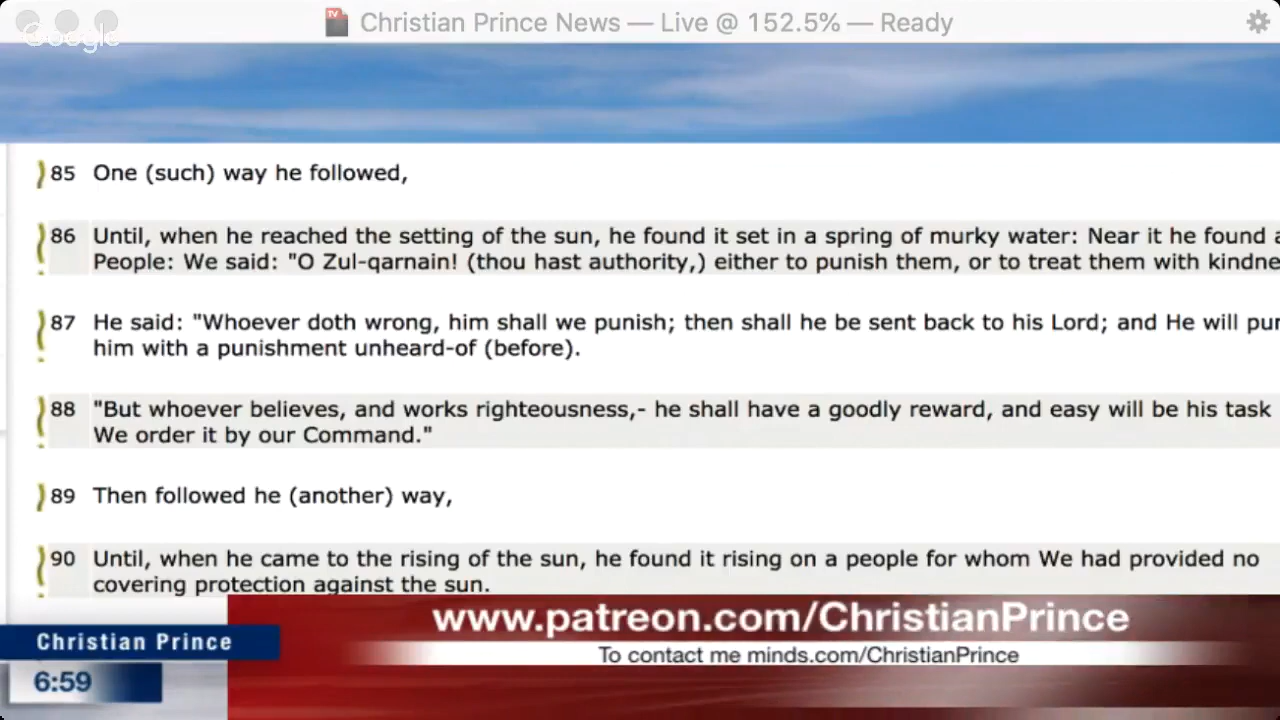 Google
Christian Prince News — Live @ 152.5% — Ready
85 One (such) way he followed,
86 Until, when he reached the setting of the sun, he found it set in a spring of murky water: Near it he found a
People: We said: "O Zul-qarnain! (thou hast authority,) either to punish them, or to treat them with kindne
87 He said: "Whoever doth wrong, him shall we punish; then shall he be sent back to his Lord; and He will pun
him with a punishment unheard-of (before).
88 "But whoever believes, and works righteousness,- he shall have a goodly reward, and easy will be his task
We order it by our Command."
89 Then followed he (another) way,
90 Until, when he came to the rising of the sun, he found it rising on a people for whom We had provided no
covering protection against the sun.
www.patreon.com/ChristianPrince
Christian Prince
To contact me minds.com/ChristianPrince
6:59